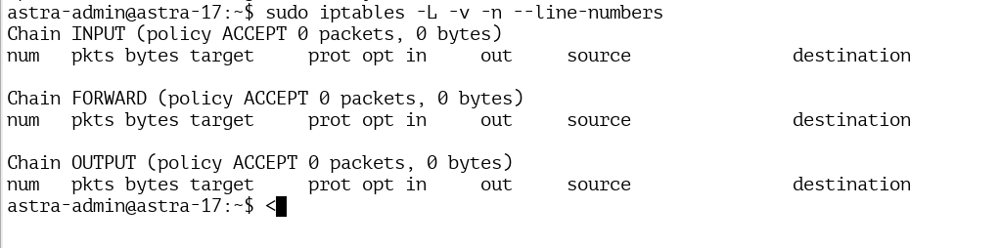 astra-admin@astra-17:~$ sudo iptables -L -v -n --line-numbers
Chain INPUT (policy ACCEPT 0 packets, 0 bytes)
num   pkts bytes target     prot opt in     out     source               destination
Chain FORWARD (policy ACCEPT 0 packets, 0 bytes)
num   pkts bytes target     prot opt in     out     source               destination
Chain OUTPUT (policy ACCEPT 0 packets, 0 bytes)
num   pkts bytes target     prot opt in     out     source               destination
astra-admin@astra-17:~$ <